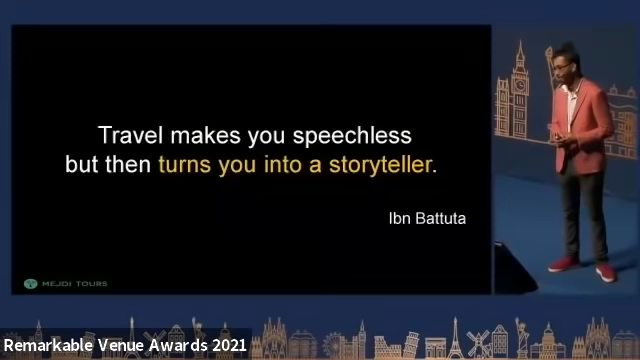 Travel makes you speechless
but then turns you into a storyteller.
Ibn Battuta
MEJDI TOURS
Remarkable Venue Awards 2021